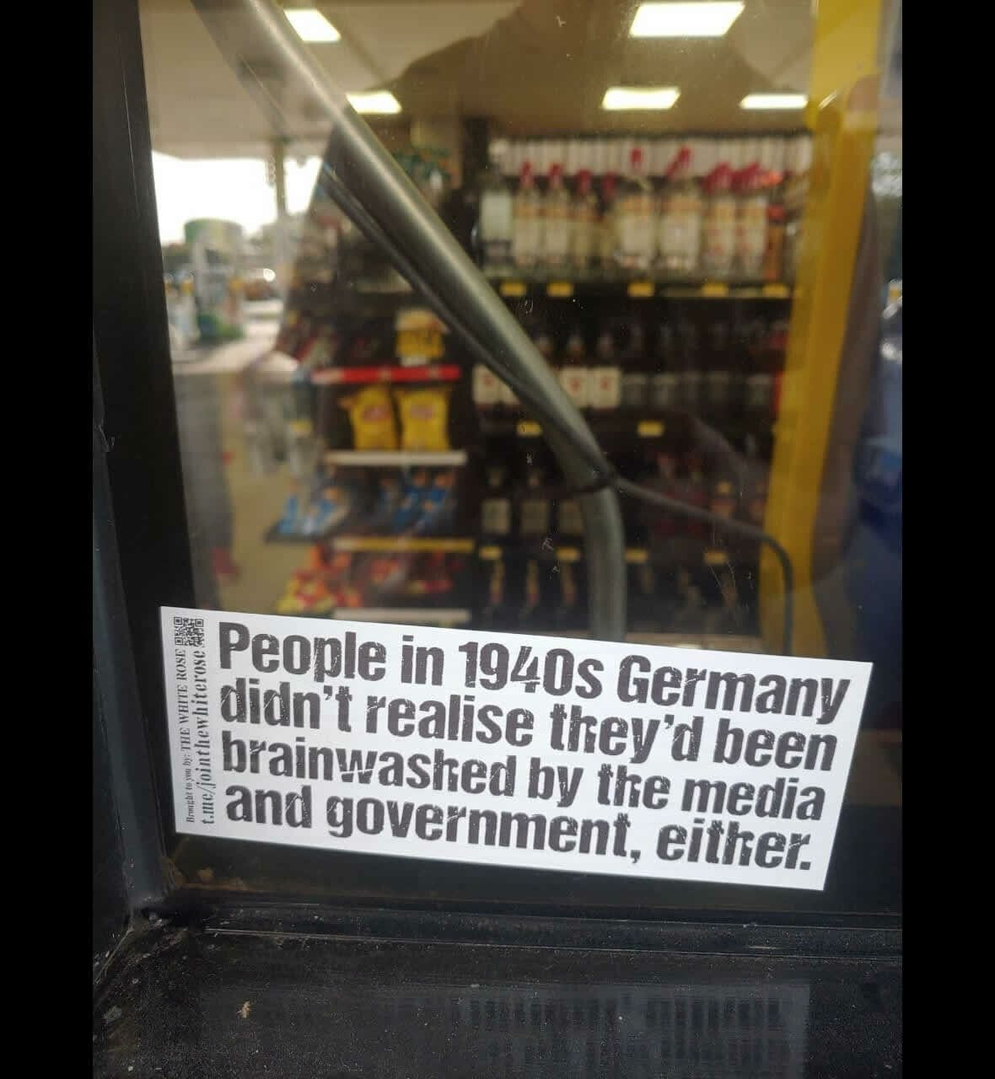 People in 1940s Germany
didn't realise they'd been
brainwashed by the media
and government, either.
Brought to you by: THE WHITE ROSE
t.me/jointhewhiterose